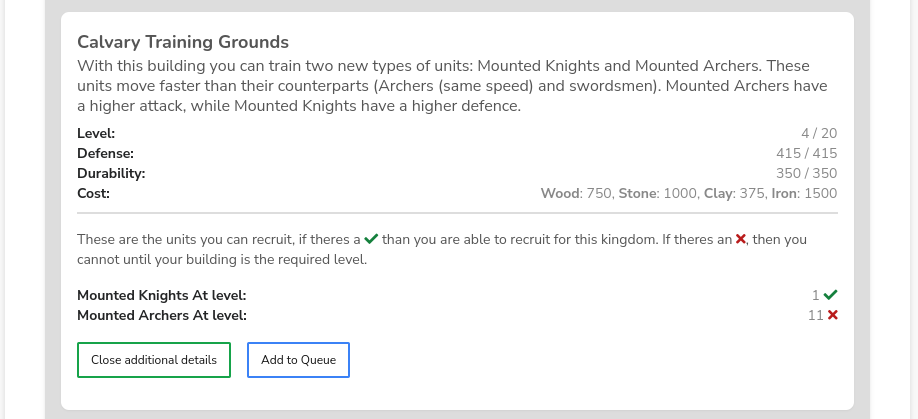 Calvary Training Grounds
With this building you can train two new types of units: Mounted Knights and Mounted Archers. These
units move faster than their counterparts (Archers (same speed) and swordsmen). Mounted Archers have
a higher attack, while Mounted Knights have a higher defence.
Level: 4 / 20
Defense: 415 / 415
Durability: 350 / 350
Cost: Wood: 750, Stone: 1000, Clay: 375, Iron: 1500
These are the units you can recruit, if theres a ✔ than you are able to recruit for this kingdom. If theres an ✖, then you
cannot until your building is the required level.
Mounted Knights At level: 1 ✔
Mounted Archers At level: 11 ✖
Close additional details Add to Queue